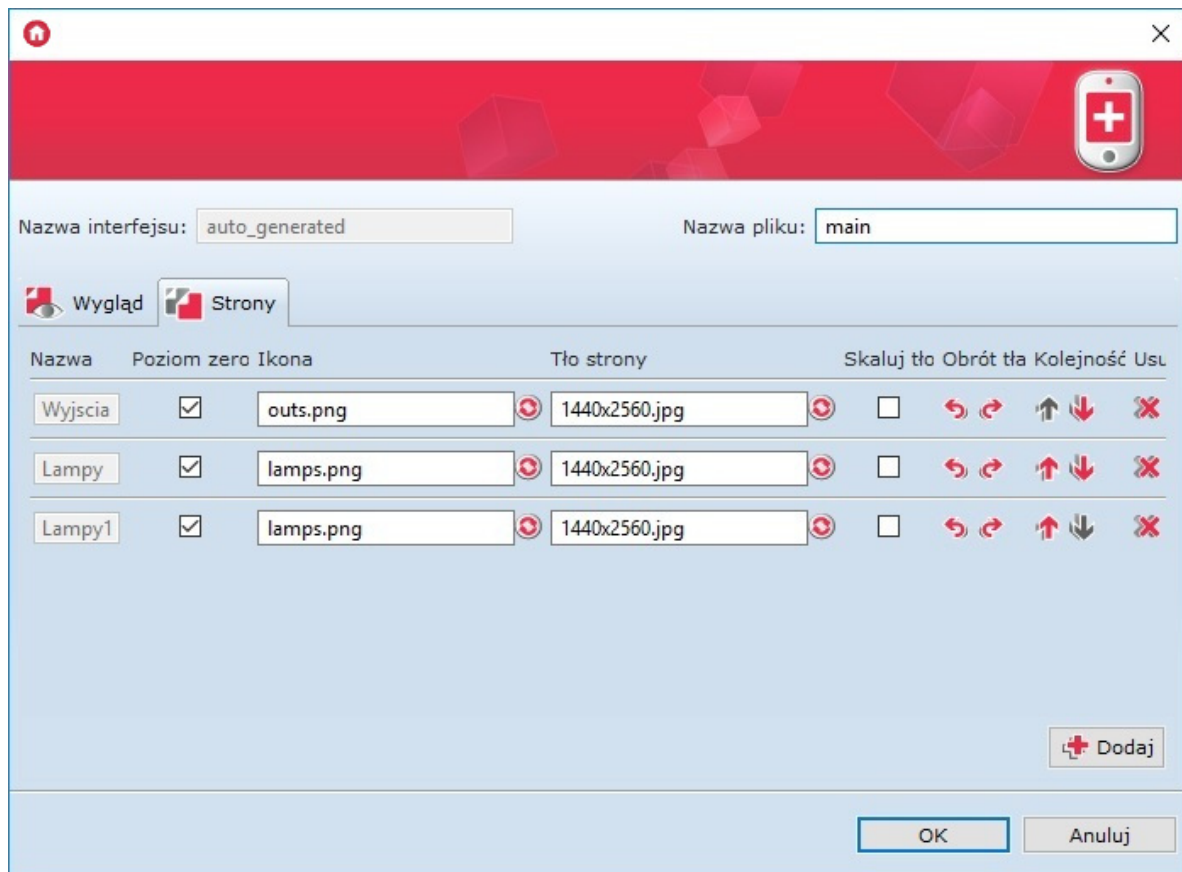 Nazwa interfejsu: auto_generated Nazwa pliku: main
Wygląd Strony
Nazwa Poziom zero Ikona Tło strony Skaluj tło Obrót tła Kolejność Usu
Wyjscia outs.png 1440x2560.jpg
Lampy lamps.png 1440x2560.jpg
Lampy1 lamps.png 1440x2560.jpg
Dodaj
OK Anuluj